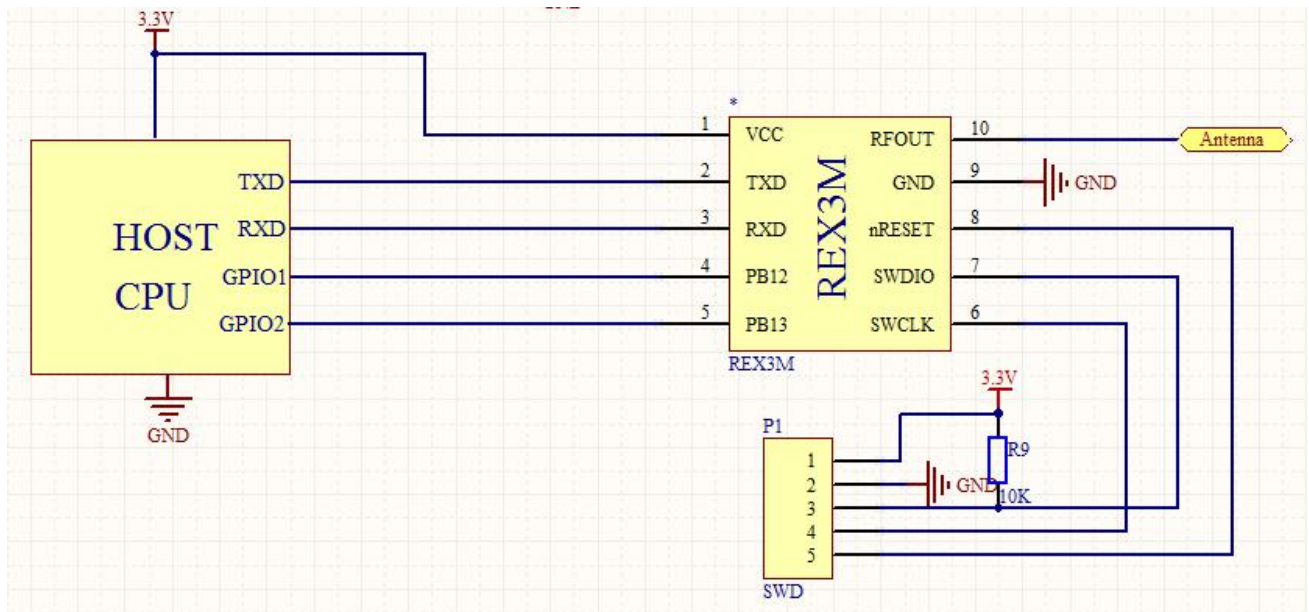 3.3V
*
HOST
CPU
TXD
RXD
GPIO1
GPIO2
GND
1
2
3
4
5
VCC
TXD
RXD
PB12
PB13
REX3M
RFOUT
GND
nRESET
SWDIO
SWCLK
10
9
8
7
6
Antenna
GND
REX3M
3.3V
P1
1
2
3
4
5
GND
R9
10K
SWD